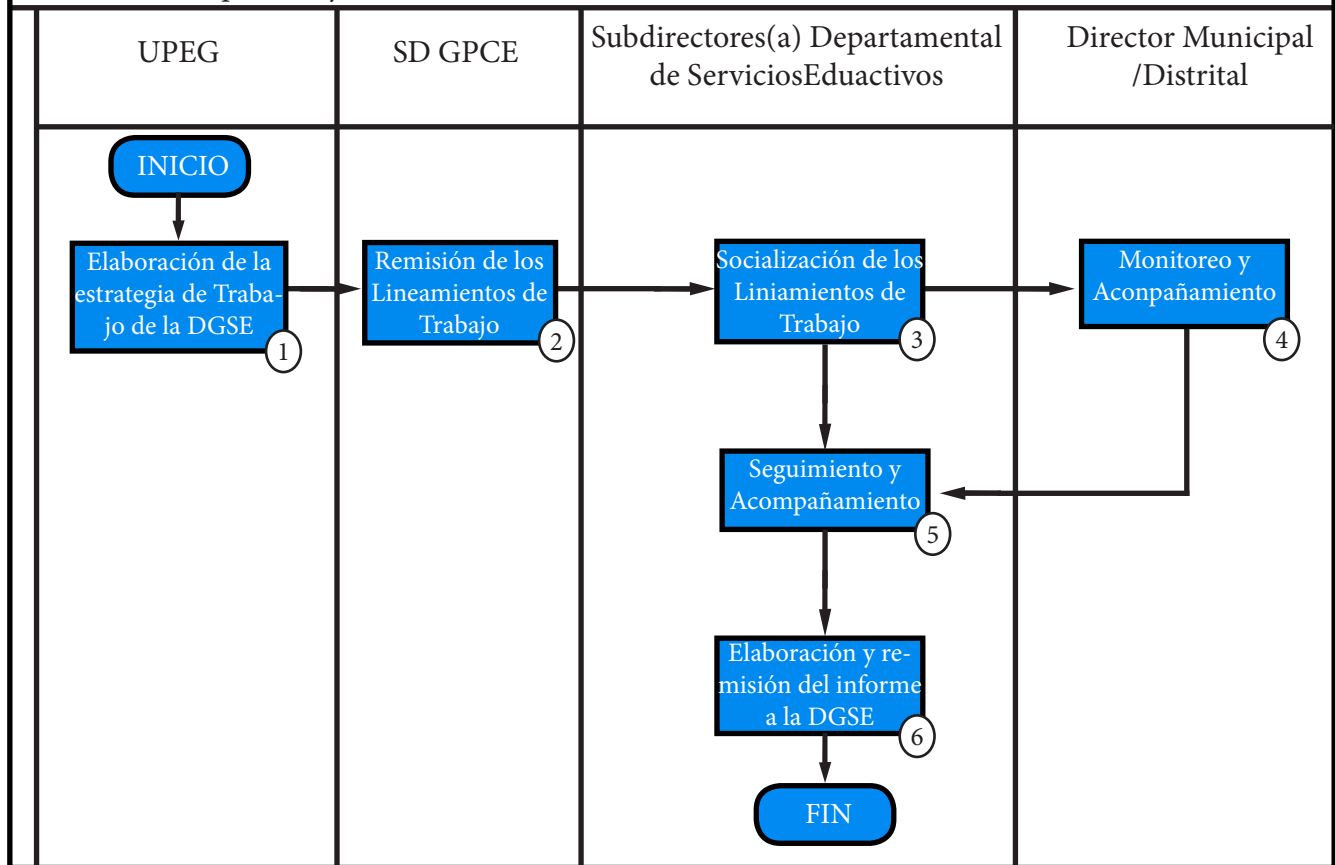 UPEG
SD GPCE
Subdirectores(a) Departamental
de ServiciosEduactivos
Director Municipal
/Distrital
INICIO
Elaboración de la
estrategia de Traba-
jo de la DGSE
1
Remisión de los
Lineamientos de
Trabajo
2
Socialización de los
Liniamientos de
Trabajo
3
Monitoreo y
Aconpañamiento
4
Seguimiento y
Acompañamiento
5
Elaboración y re-
misión del informe
a la DGSE
6
FIN